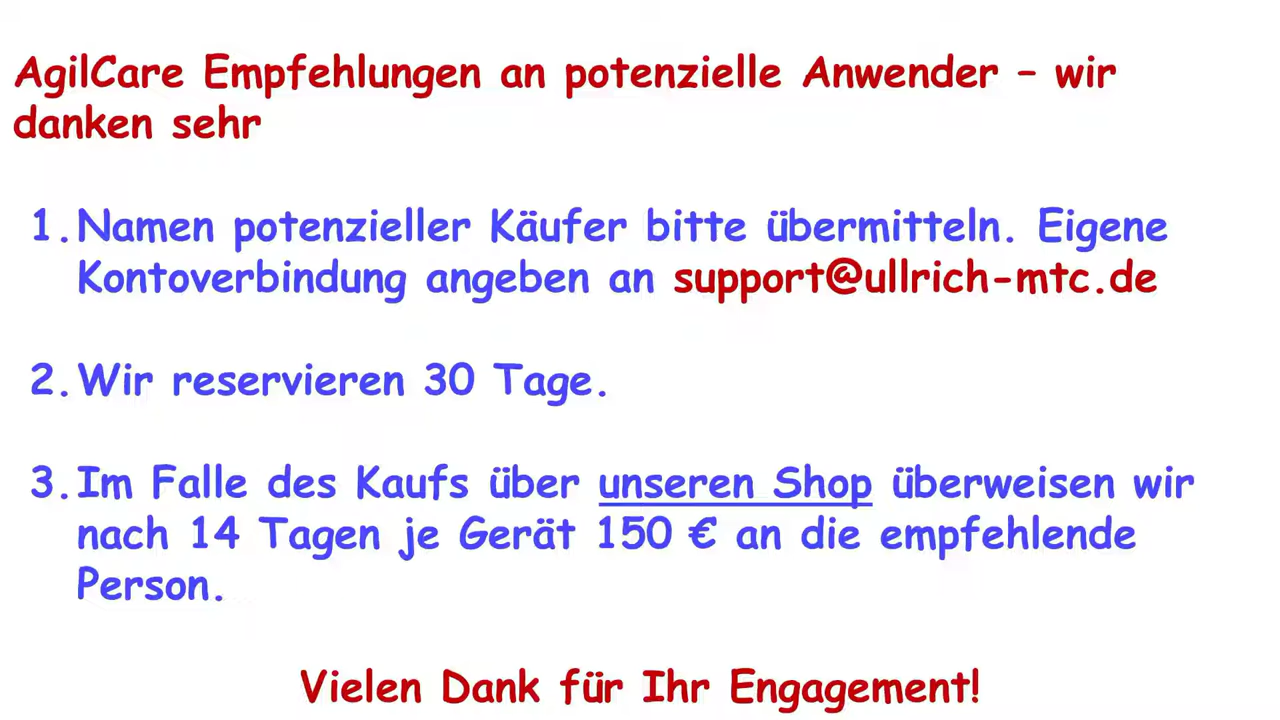 AgilCare Empfehlungen an potenzielle Anwender – wir
danken sehr
1. Namen potenzieller Käufer bitte übermitteln. Eigene
Kontoverbindung angeben an support@ullrich-mtc.de
2. Wir reservieren 30 Tage.
3. Im Falle des Kaufs über unseren Shop überweisen wir
nach 14 Tagen je Gerät 150 € an die empfehlende
Person.
Vielen Dank für Ihr Engagement!